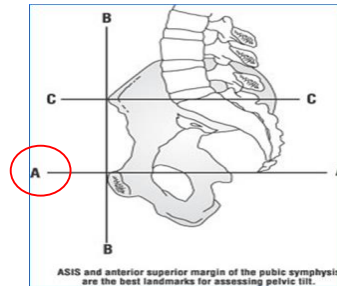 B
C C
A A
B
ASIS and anterior superior margin of the pubic symphysis
are the best landmarks for assessing pelvic tilt.